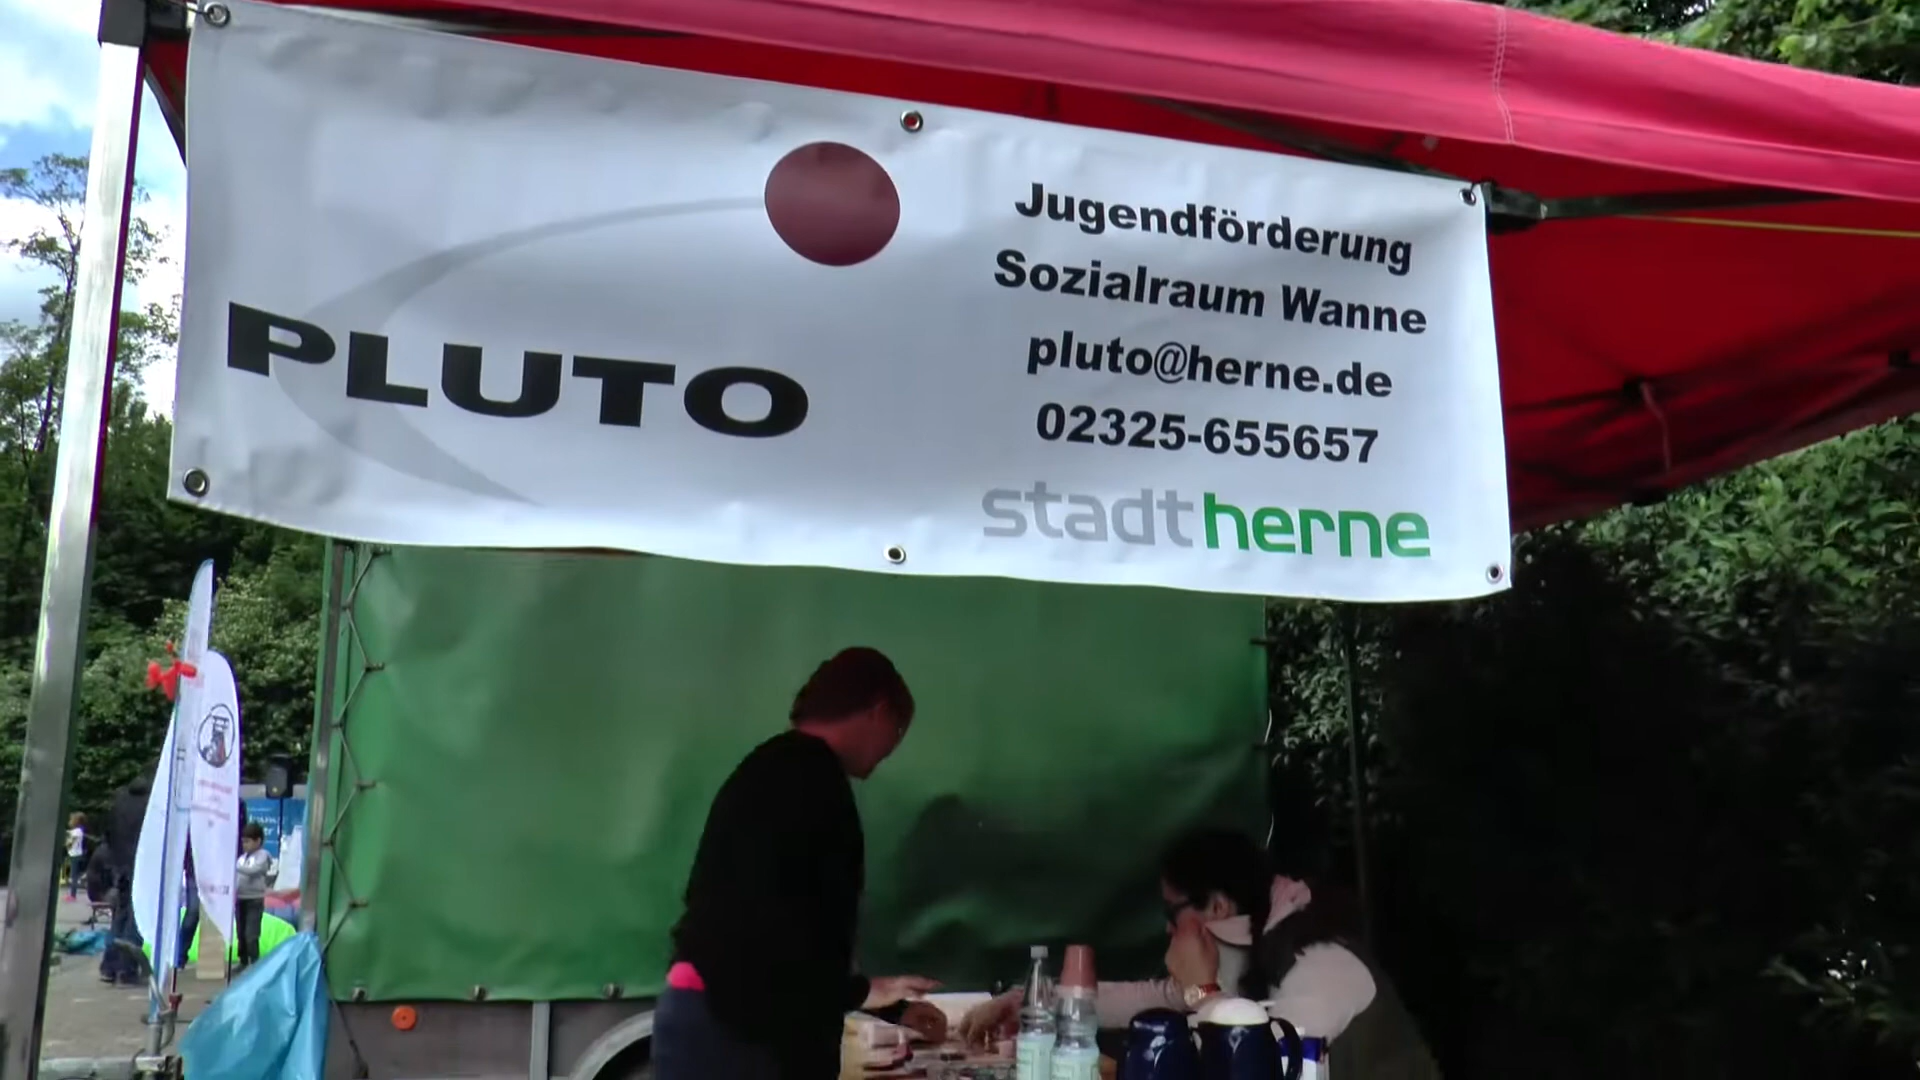 PLUTO
Jugendförderung
Sozialraum Wanne
pluto@herne.de
02325-655657
stadtherne